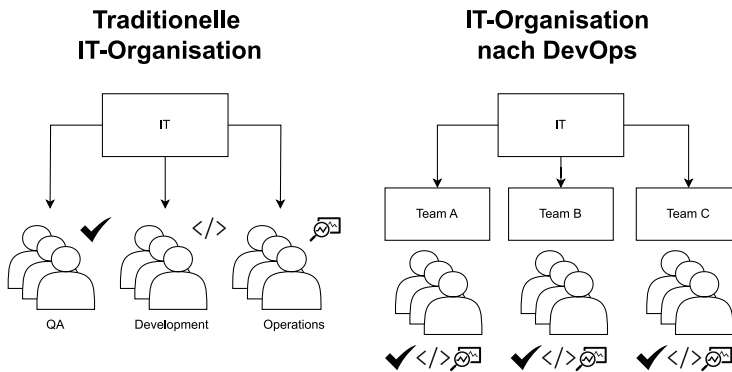 Traditionelle
IT-Organisation
IT
QA
Development
Operations
IT-Organisation
nach DevOps
IT
Team A
Team B
Team C
</>
</>
</>
</>